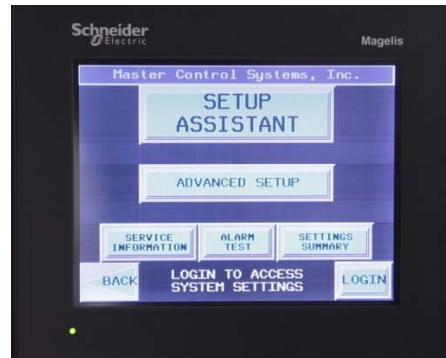 Schneider
Electric
Magelis
Master Control Systems, Inc.
SETUP
ASSISTANT
ADVANCED SETUP
SERVICE
INFORMATION
ALARM
TEST
SETTINGS
SUMMARY
BACK
LOGIN TO ACCESS
SYSTEM SETTINGS
LOGIN